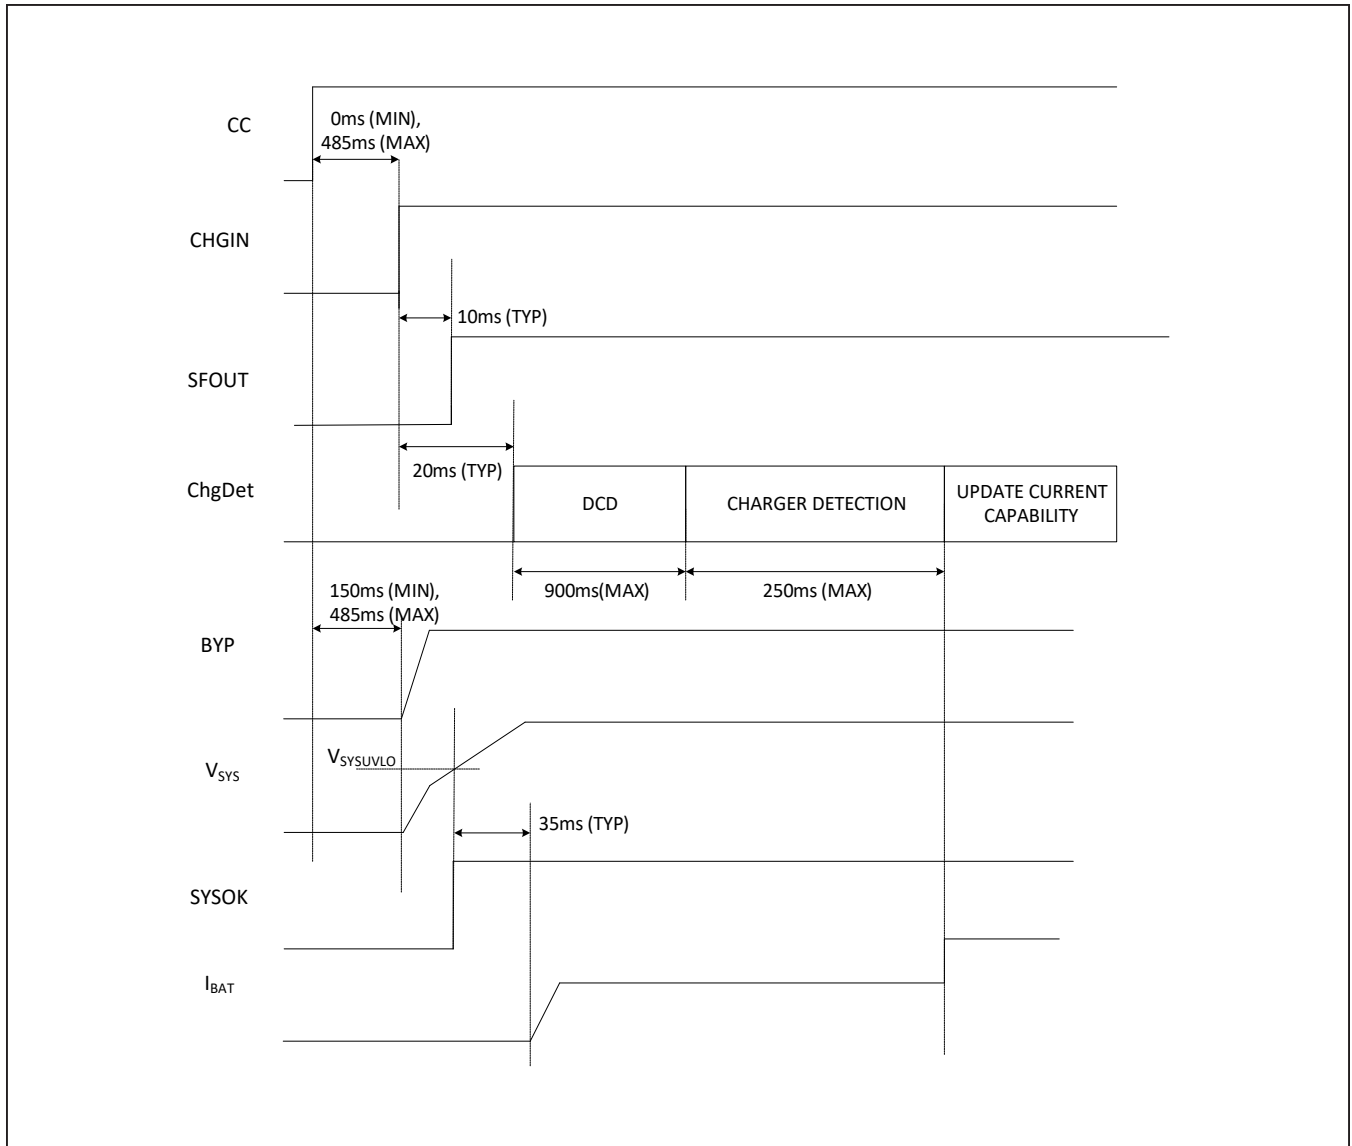 CC
0ms (MIN),
485ms (MAX)
CHGIN
10ms (TYP)
SFOUT
20ms (TYP)
ChgDet
DCD
CHARGER DETECTION
UPDATE CURRENT
CAPABILITY
900ms(MAX)
250ms (MAX)
150ms (MIN),
485ms (MAX)
BYP
VSYSUVLO
VSYS
35ms (TYP)
SYSOK
IBAT